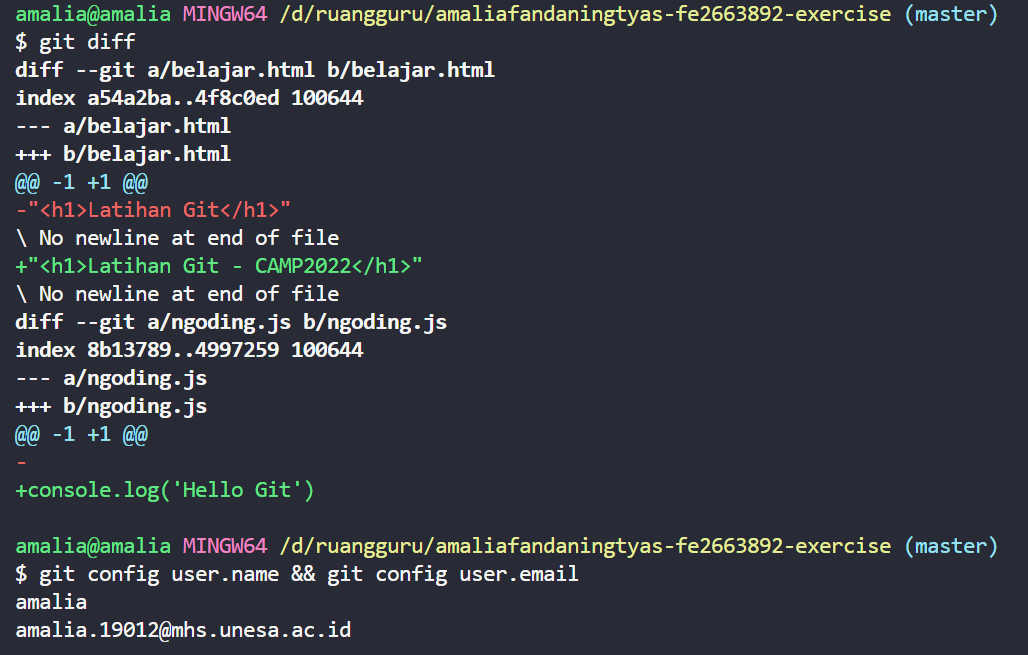 amalia@amalia MINGW64 /d/ruangguru/amaliafandaningtyas-fe2663892-exercise (master)
$ git diff
diff --git a/belajar.html b/belajar.html
index a54a2ba..4f8c0ed 100644
--- a/belajar.html
+++ b/belajar.html
@@ -1 +1 @@
-"<h1>Latihan Git</h1>"
\ No newline at end of file
+"<h1>Latihan Git - CAMP2022</h1>"
\ No newline at end of file
diff --git a/ngoding.js b/ngoding.js
index 8b13789..4997259 100644
--- a/ngoding.js
+++ b/ngoding.js
@@ -1 +1 @@
-
+console.log('Hello Git')
amalia@amalia MINGW64 /d/ruangguru/amaliafandaningtyas-fe2663892-exercise (master)
$ git config user.name && git config user.email
amalia
amalia.19012@mhs.unesa.ac.id